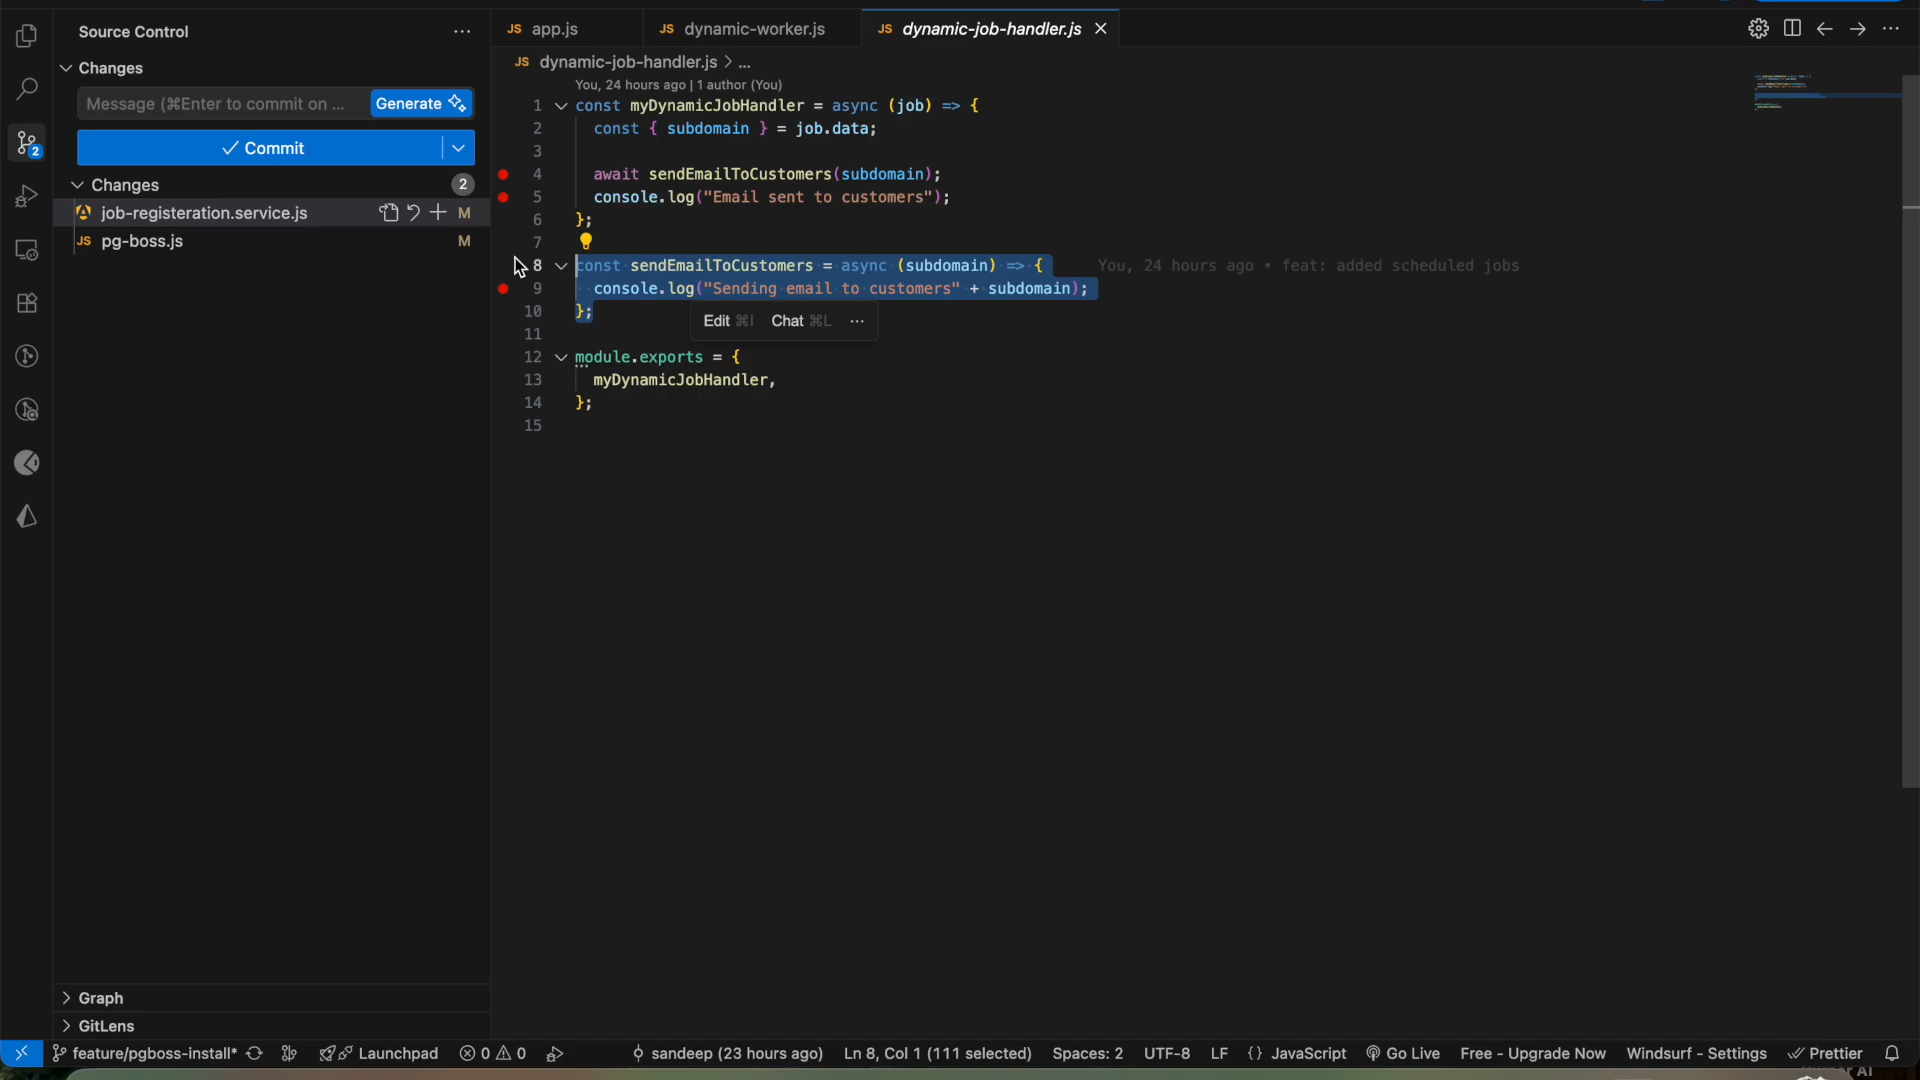 Source Control
Changes
Message (⌘Enter to commit on ...
Generate
Commit
Changes
2
job-registeration.service.js
M
JS pg-boss.js
M
2
Graph
GitLens
JS app.js
JS dynamic-worker.js
JS dynamic-job-handler.js
JS dynamic-job-handler.js > ...
You, 24 hours ago | 1 author (You)
1 const myDynamicJobHandler = async (job) => {
2 const { subdomain } = job.data;
3
4 await sendEmailToCustomers(subdomain);
5 console.log("Email sent to customers");
6 };
7
8 const sendEmailToCustomers = async (subdomain) => { You, 24 hours ago • feat: added scheduled jobs
9 console.log("Sending email to customers" + subdomain);
10 };
Edit ⌘I Chat ⌘L ...
11
12 module.exports = {
13 myDynamicJobHandler,
14 };
15
feature/pgboss-install* Launchpad 0 0 sandeep (23 hours ago) Ln 8, Col 1 (111 selected) Spaces: 2 UTF-8 LF {} JavaScript Go Live Free - Upgrade Now Windsurf - Settings Prettier